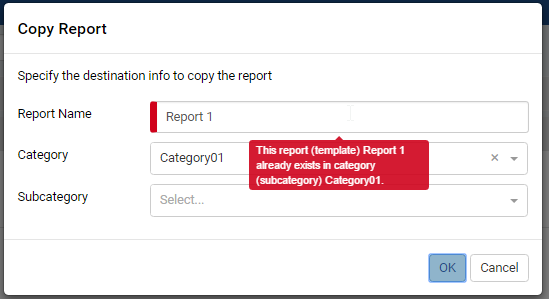 Copy Report
Specify the destination info to copy the report
Report Name
Report 1
This report (template) Report 1
already exists in category
(subcategory) Category01.
Category
Category01
Subcategory
Select...
OK
Cancel